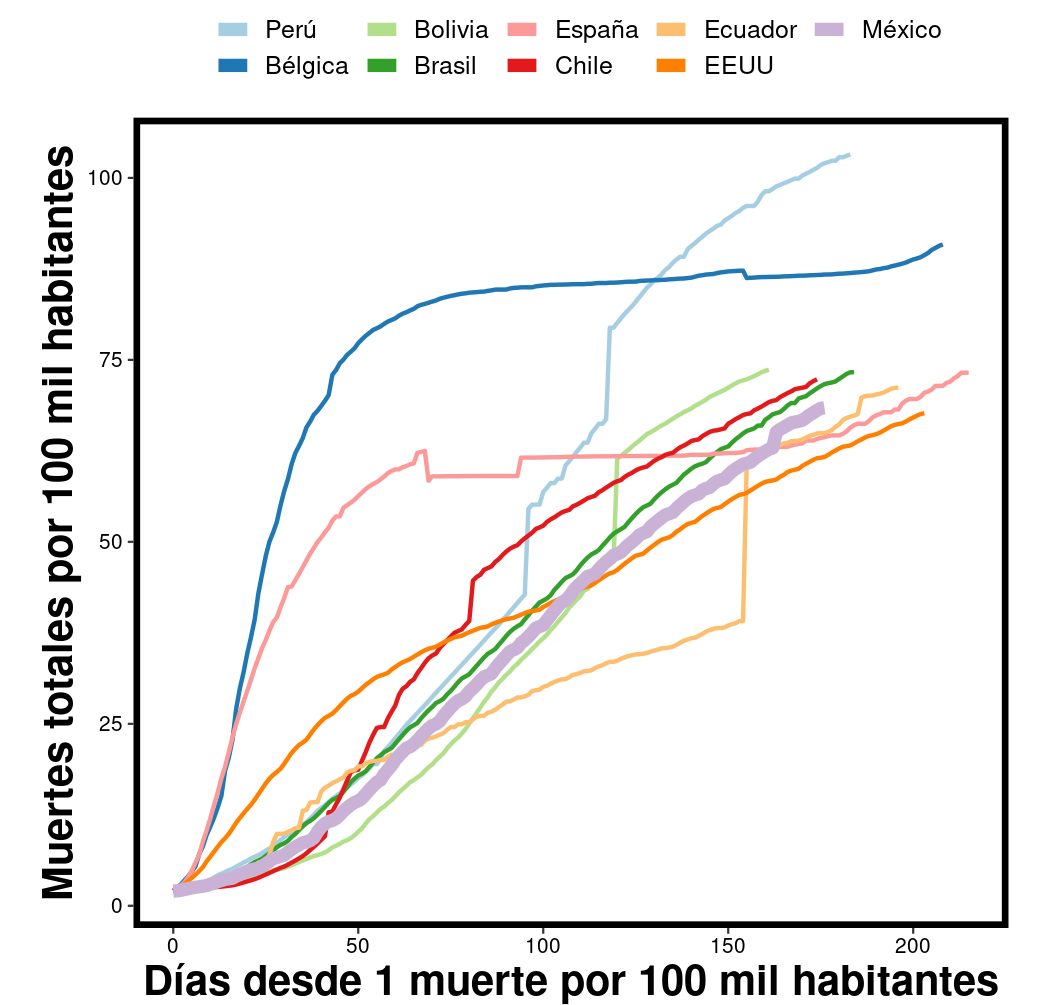 Perú Bolivia España Ecuador México
Bélgica Brasil Chile EEUU
Muertes totales por 100 mil habitantes
100
75
50
25
0
0 50 100 150 200
Días desde 1 muerte por 100 mil habitantes